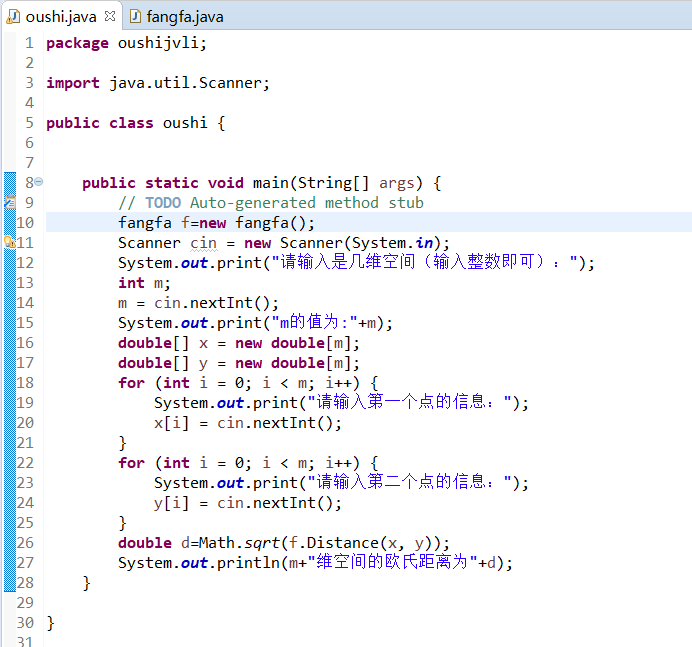 oushi.java fangfa.java
1 package oushijvli;
2
3 import java.util.Scanner;
4
5 public class oushi {
6
7
8 public static void main(String[] args) {
9 // TODO Auto-generated method stub
10 fangfa f=new fangfa();
11 Scanner cin = new Scanner(System.in);
12 System.out.print("请输入是几维空间（输入整数即可）：");
13 int m;
14 m = cin.nextInt();
15 System.out.print("m的值为:"+m);
16 double[] x = new double[m];
17 double[] y = new double[m];
18 for (int i = 0; i < m; i++) {
19 System.out.print("请输入第一个点的信息：");
20 x[i] = cin.nextInt();
21 }
22 for (int i = 0; i < m; i++) {
23 System.out.print("请输入第二个点的信息：");
24 y[i] = cin.nextInt();
25 }
26 double d=Math.sqrt(f.Distance(x, y));
27 System.out.println(m+"维空间的欧氏距离为"+d);
28 }
29
30 }
31